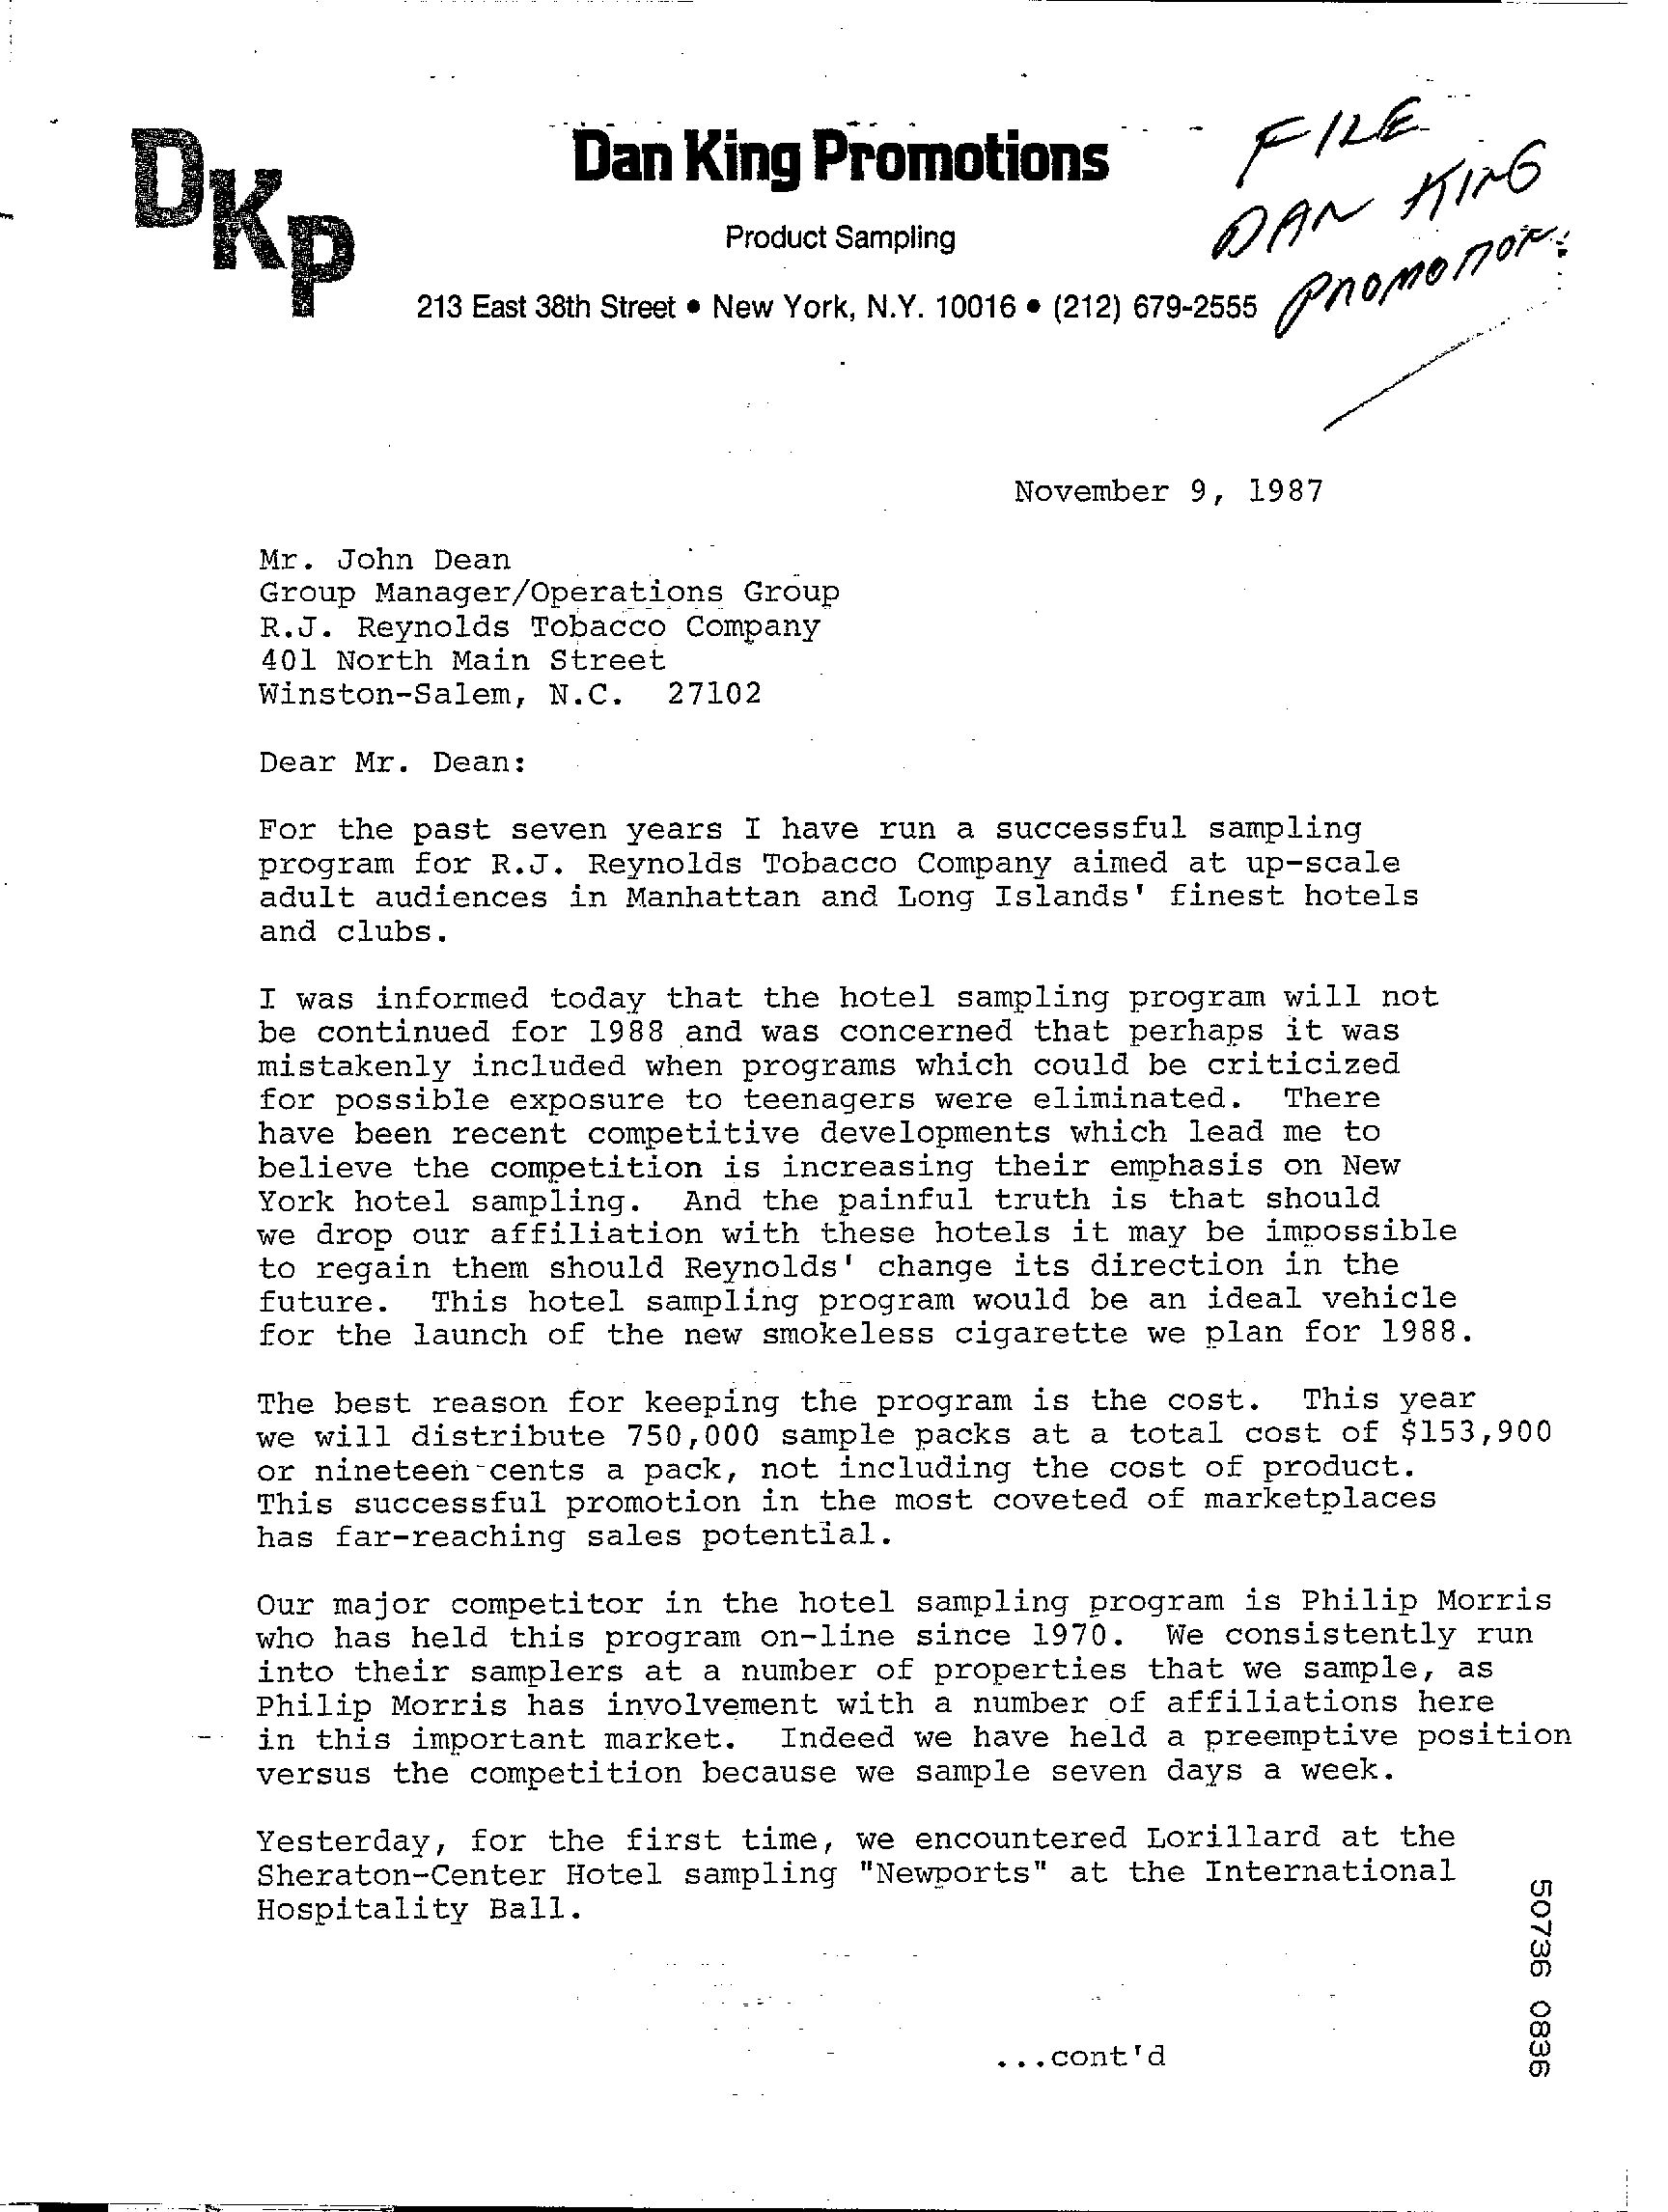 DKP
Dan King Promotions
Product Sampling
213 East 38th Street • New York, N.Y. 10016 • (212) 679-2555
FILE
DAN KING
PROMOTION
November 9, 1987
Mr. John Dean
Group Manager/Operations Group
R.J. Reynolds Tobacco Company
401 North Main Street
Winston-Salem, N.C.  27102
Dear Mr. Dean:
For the past seven years I have run a successful sampling
program for R.J. Reynolds Tobacco Company aimed at up-scale
adult audiences in Manhattan and Long Islands' finest hotels
and clubs.
I was informed today that the hotel sampling program will not
be continued for 1988 and was concerned that perhaps it was
mistakenly included when programs which could be criticized
for possible exposure to teenagers were eliminated.  There
have been recent competitive developments which lead me to
believe the competition is increasing their emphasis on New
York hotel sampling.  And the painful truth is that should
we drop our affiliation with these hotels it may be impossible
to regain them should Reynolds' change its direction in the
future.  This hotel sampling program would be an ideal vehicle
for the launch of the new smokeless cigarette we plan for 1988.
The best reason for keeping the program is the cost.  This year
we will distribute 750,000 sample packs at a total cost of $153,900
or nineteen cents a pack, not including the cost of product.
This successful promotion in the most coveted of marketplaces
has far-reaching sales potential.
Our major competitor in the hotel sampling program is Philip Morris
who has held this program on-line since 1970.  We consistently run
into their samplers at a number of properties that we sample, as
Philip Morris has involvement with a number of affiliations here
in this important market.  Indeed we have held a preemptive position
versus the competition because we sample seven days a week.
Yesterday, for the first time, we encountered Lorillard at the
Sheraton-Center Hotel sampling "Newports" at the International
Hospitality Ball.
...cont'd
50736 0836